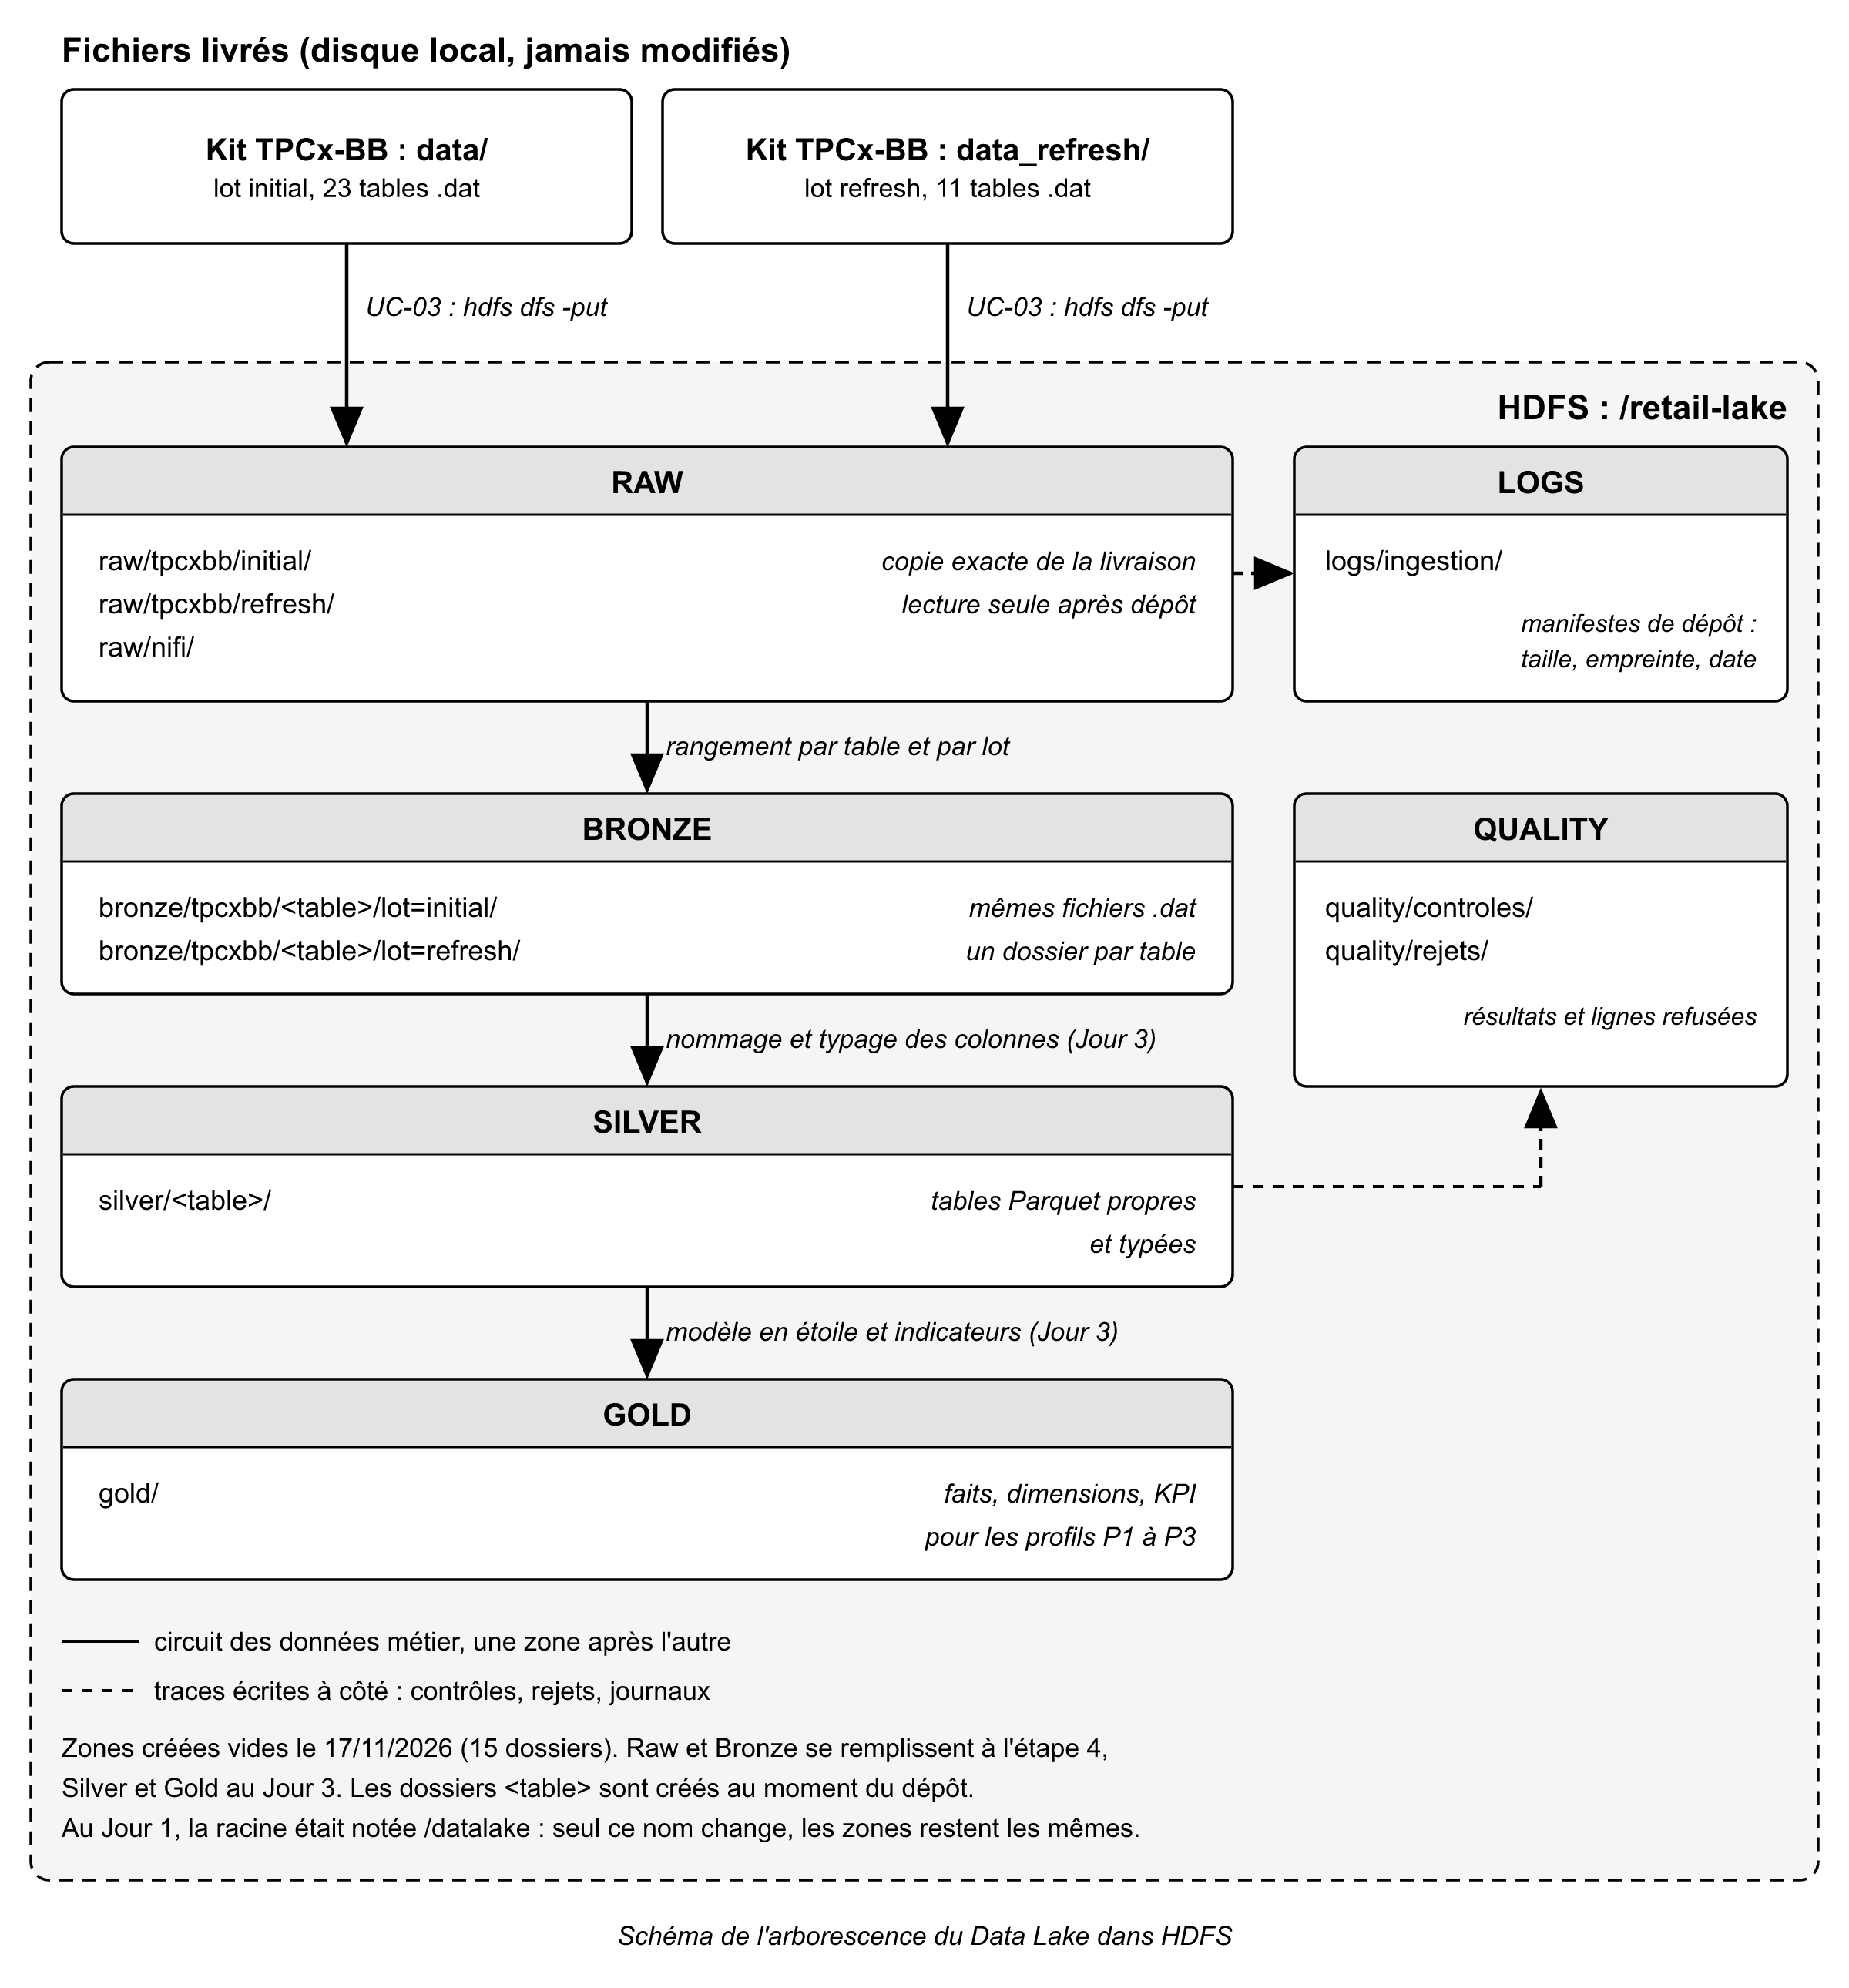 Fichiers livrés (disque local, jamais modifiés)
Kit TPCx-BB : data/
lot initial, 23 tables .dat
Kit TPCx-BB : data_refresh/
lot refresh, 11 tables .dat
UC-03 : hdfs dfs -put
UC-03 : hdfs dfs -put
HDFS : /retail-lake
RAW
raw/tpcxbb/initial/
copie exacte de la livraison
raw/tpcxbb/refresh/
lecture seule après dépôt
raw/nifi/
LOGS
logs/ingestion/
manifestes de dépôt :
taille, empreinte, date
rangement par table et par lot
BRONZE
bronze/tpcxbb/<table>/lot=initial/
mêmes fichiers .dat
bronze/tpcxbb/<table>/lot=refresh/
un dossier par table
QUALITY
quality/controles/
quality/rejets/
résultats et lignes refusées
nommage et typage des colonnes (Jour 3)
SILVER
silver/<table>/
tables Parquet propres
et typées
modèle en étoile et indicateurs (Jour 3)
GOLD
gold/
faits, dimensions, KPI
pour les profils P1 à P3
circuit des données métier, une zone après l'autre
traces écrites à côté : contrôles, rejets, journaux
Zones créées vides le 17/11/2026 (15 dossiers). Raw et Bronze se remplissent à l'étape 4,
Silver et Gold au Jour 3. Les dossiers <table> sont créés au moment du dépôt.
Au Jour 1, la racine était notée /datalake : seul ce nom change, les zones restent les mêmes.
Schéma de l'arborescence du Data Lake dans HDFS